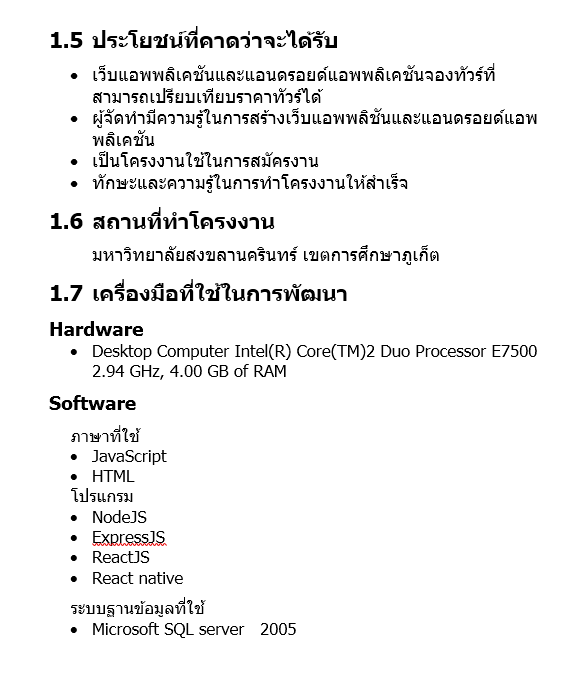 1.5 ประโยชน์ที่คาดว่าจะได้รับ
• เว็บแอพพลิเคชันและแอนดรอยด์แอพพลิเคชันจองทัวร์ที่
สามารถเปรียบเทียบราคาทัวร์ได้
• ผู้จัดทำมีความรู้ในการสร้างเว็บแอพพลิชันและแอนดรอยด์แอพ
พลิเคชัน
• เป็นโครงงานใช้ในการสมัครงาน
• ทักษะและความรู้ในการทำโครงงานให้สำเร็จ
1.6 สถานที่ทำโครงงาน
มหาวิทยาลัยสงขลานครินทร์ เขตการศึกษาภูเก็ต
1.7 เครื่องมือที่ใช้ในการพัฒนา
Hardware
• Desktop Computer Intel(R) Core(TM)2 Duo Processor E7500
2.94 GHz, 4.00 GB of RAM
Software
ภาษาที่ใช้
• JavaScript
• HTML
โปรแกรม
• NodeJS
• ExpressJS
• ReactJS
• React native
ระบบฐานข้อมูลที่ใช้
• Microsoft SQL server 2005